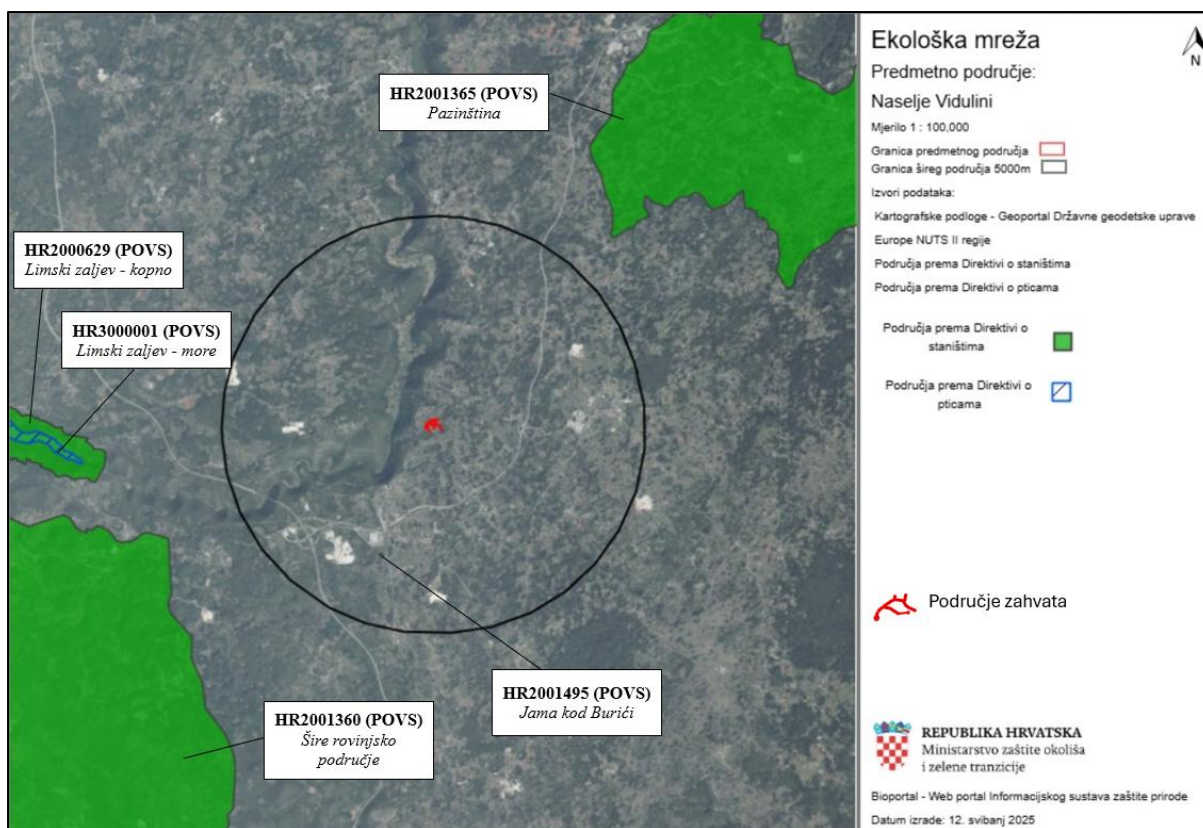 HR2001365 (POVS)
Pazinština
HR2000629 (POVS)
Limski zaljev - kopno
HR3000001 (POVS)
Limski zaljev - more
HR2001495 (POVS)
Jama kod Burići
HR2001360 (POVS)
Šire rovinjsko
područje
Ekološka mreža
N
Predmetno područje:
Naselje Vidulini
Mjerilo 1 : 100,000
Granica predmetnog područja
Granica šireg područja 5000m
Izvori podataka:
Kartografske podloge - Geoportal Državne geodetske uprave
Europe NUTS II regije
Područja prema Direktivi o staništima
Područja prema Direktivi o pticama
Područja prema Direktivi o
staništima
Područja prema Direktivi o
pticama
Područje zahvata
REPUBLIKA HRVATSKA
Ministarstvo zaštite okoliša
i zelene tranzicije
Bioportal - Web portal Informacijskog sustava zaštite prirode
Datum izrade: 12. svibanj 2025